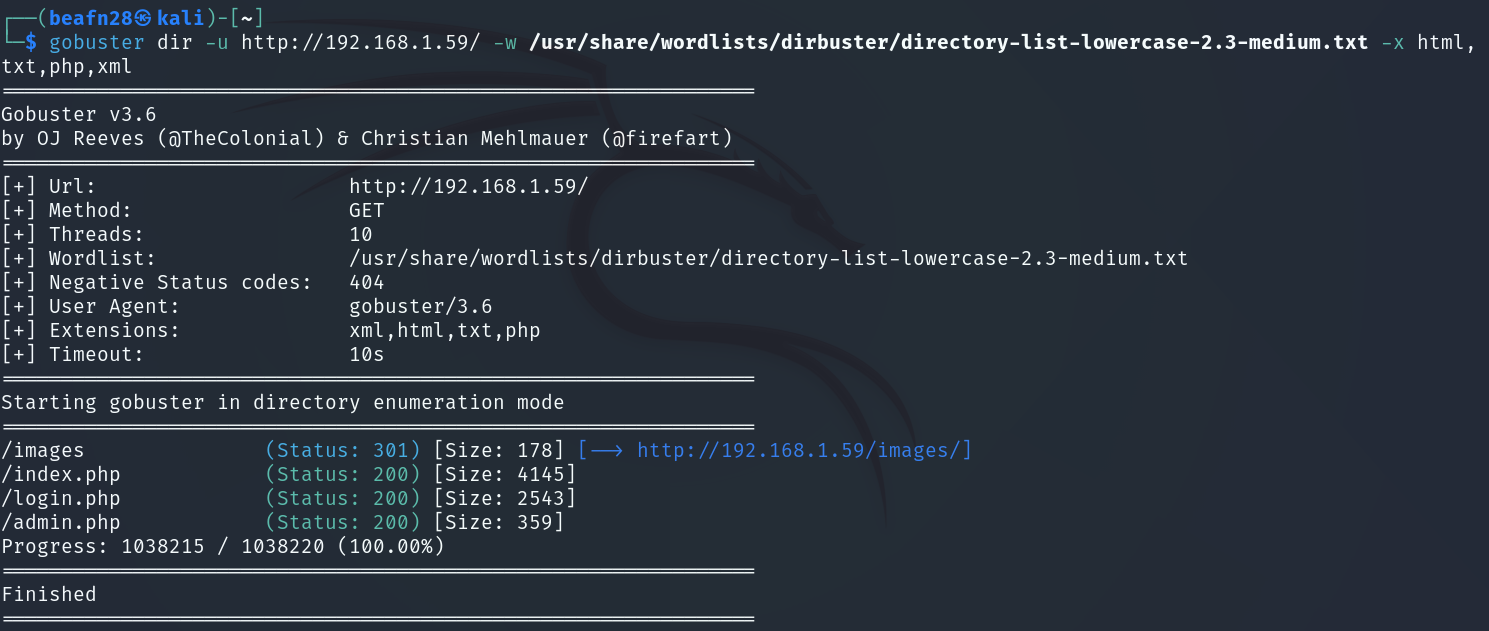 ┌──(beafn28㉿kali)-[~]
└─$ gobuster dir -u http://192.168.1.59/ -w /usr/share/wordlists/dirbuster/directory-list-lowercase-2.3-medium.txt -x html,
txt,php,xml
===============================================================
Gobuster v3.6
by OJ Reeves (@TheColonial) & Christian Mehlmauer (@firefart)
===============================================================
[+] Url:                     http://192.168.1.59/
[+] Method:                  GET
[+] Threads:                 10
[+] Wordlist:                /usr/share/wordlists/dirbuster/directory-list-lowercase-2.3-medium.txt
[+] Negative Status codes:   404
[+] User Agent:              gobuster/3.6
[+] Extensions:              xml,html,txt,php
[+] Timeout:                 10s
===============================================================
Starting gobuster in directory enumeration mode
===============================================================
/images               (Status: 301) [Size: 178] [--> http://192.168.1.59/images/]
/index.php            (Status: 200) [Size: 4145]
/login.php            (Status: 200) [Size: 2543]
/admin.php            (Status: 200) [Size: 359]
Progress: 1038215 / 1038220 (100.00%)
===============================================================
Finished
===============================================================